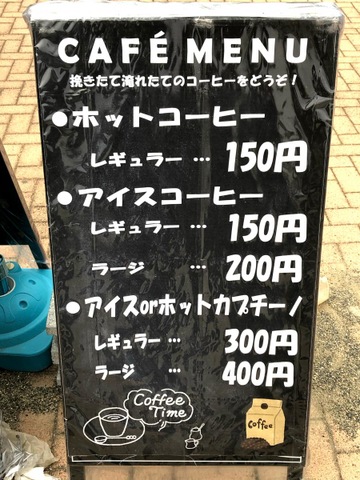 CAFÉ MENU
挽きたて淹れたてのコーヒーをどうぞ!
●ホットコーヒー
レギュラー … 150円
●アイスコーヒー
レギュラー … 150円
ラージ … 200円
●アイスorホットカプチーノ
レギュラー … 300円
ラージ … 400円
Coffee
Time
Coffee